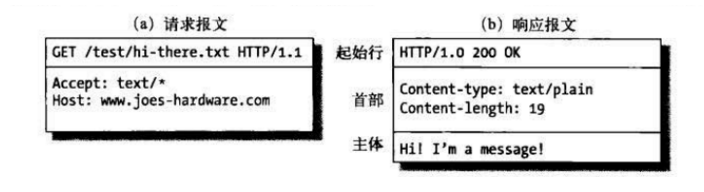 (a) 请求报文
GET /test/hi-there.txt HTTP/1.1
Accept: text/*
Host: www.joes-hardware.com
起始行
首部
主体
(b) 响应报文
HTTP/1.0 200 OK
Content-type: text/plain
Content-length: 19
Hi! I'm a message!